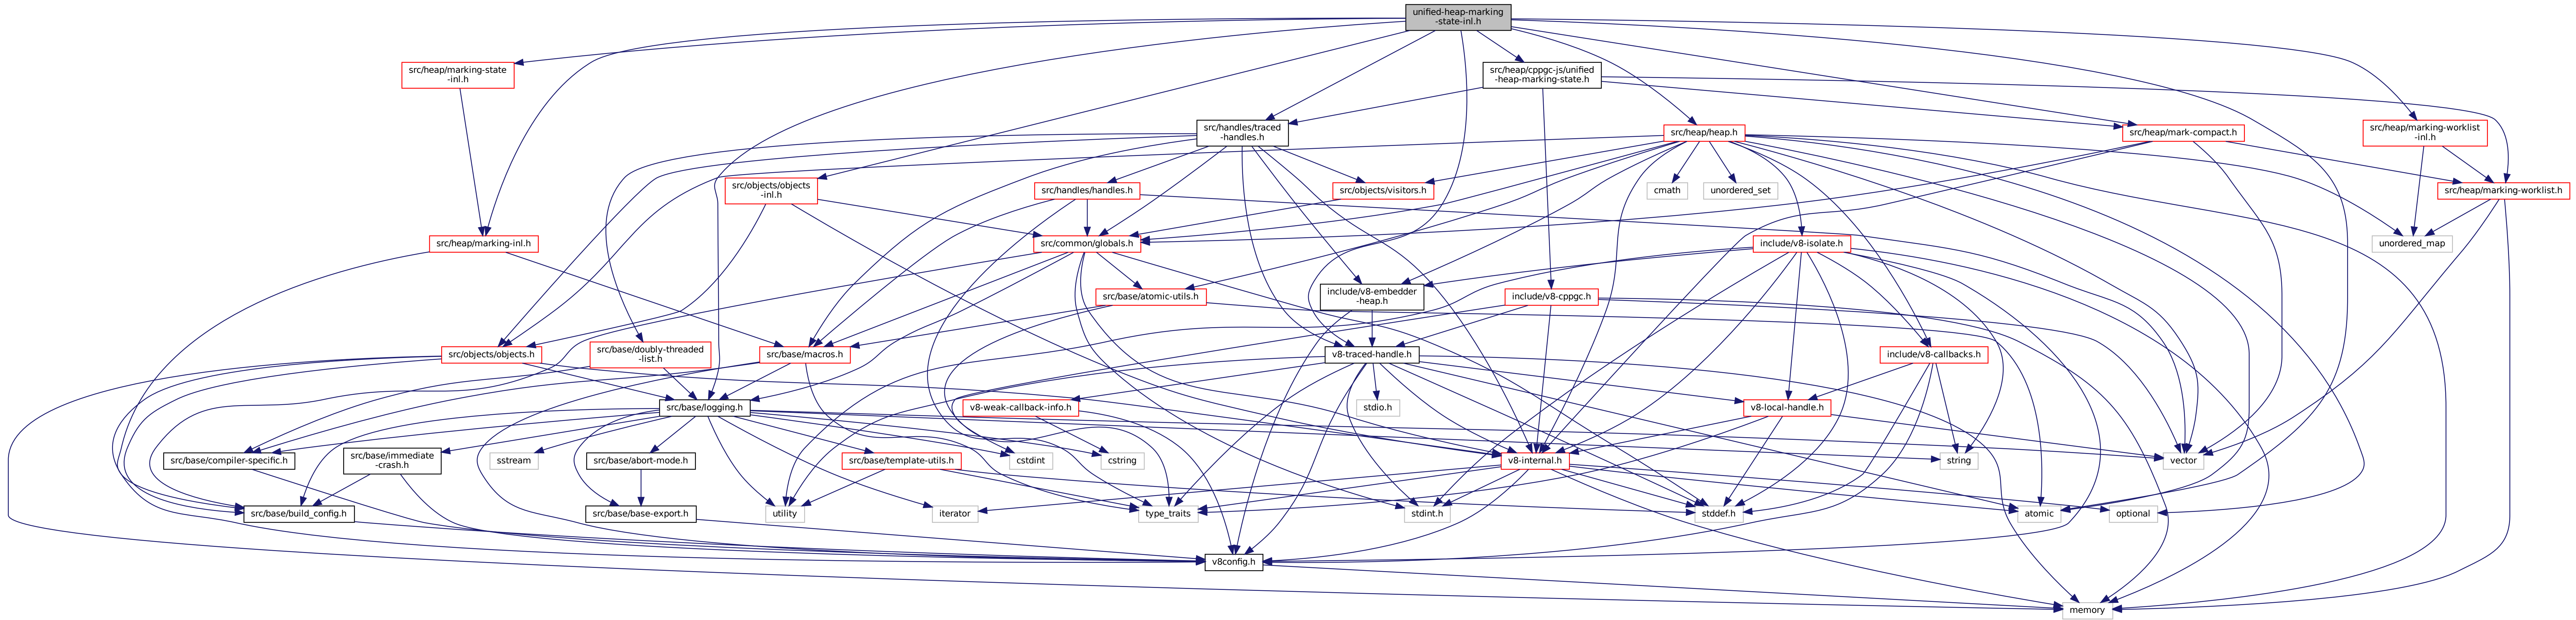 unified-heap-marking
-state-inl.h
src/heap/marking-state
-inl.h
src/heap/cppgc-js/unified
-heap-marking-state.h
src/handles/traced
-handles.h
src/heap/heap.h
src/heap/mark-compact.h
src/heap/marking-worklist
-inl.h
src/objects/objects
-inl.h
src/handles/handles.h
src/objects/visitors.h
cmath
unordered_set
src/heap/marking-worklist.h
src/heap/marking-inl.h
src/common/globals.h
include/v8-isolate.h
unordered_map
src/base/atomic-utils.h
include/v8-embedder
-heap.h
include/v8-cppgc.h
src/objects/objects.h
src/base/doubly-threaded
-list.h
src/base/macros.h
v8-traced-handle.h
include/v8-callbacks.h
src/base/logging.h
v8-weak-callback-info.h
stdio.h
v8-local-handle.h
src/base/compiler-specific.h
src/base/immediate
-crash.h
sstream
src/base/abort-mode.h
src/base/template-utils.h
cstdint
cstring
v8-internal.h
string
vector
src/base/build_config.h
src/base/base-export.h
utility
iterator
type_traits
stdint.h
stddef.h
atomic
optional
v8config.h
memory